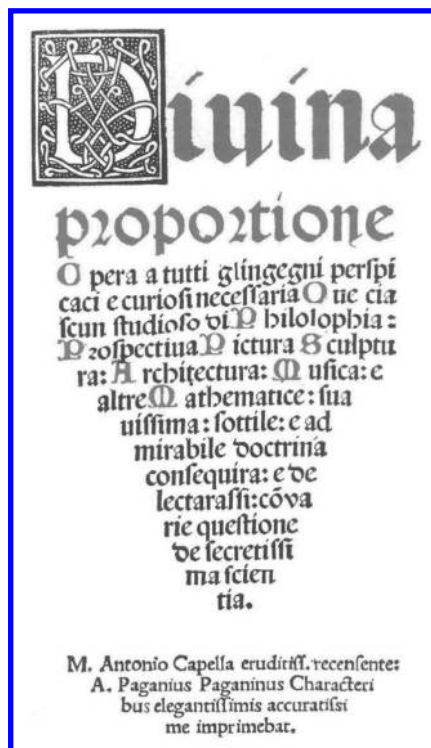 Diuina
proportione
Opera a tutti glingegni perſpi
caci e curioſi neceſſaria Oue cia
ſcun ſtudioſo di Philoſophia:
Proſpectiua Pictura Sculptu
ra: Architectura: Muſica: e
altre Mathematice: ſua
uiſſima: ſottile: e ad
mirabile doctrina
conſequira: e de
lectaraſſi: cõva
rie queſtione
de ſecretiſſi
ma ſcien
tia.
M. Antonio Capella eruditiſſ. recenſente:
A. Paganius Paganinus Characteri
bus elegantiſſimis accuratiſſi
me imprimebat.